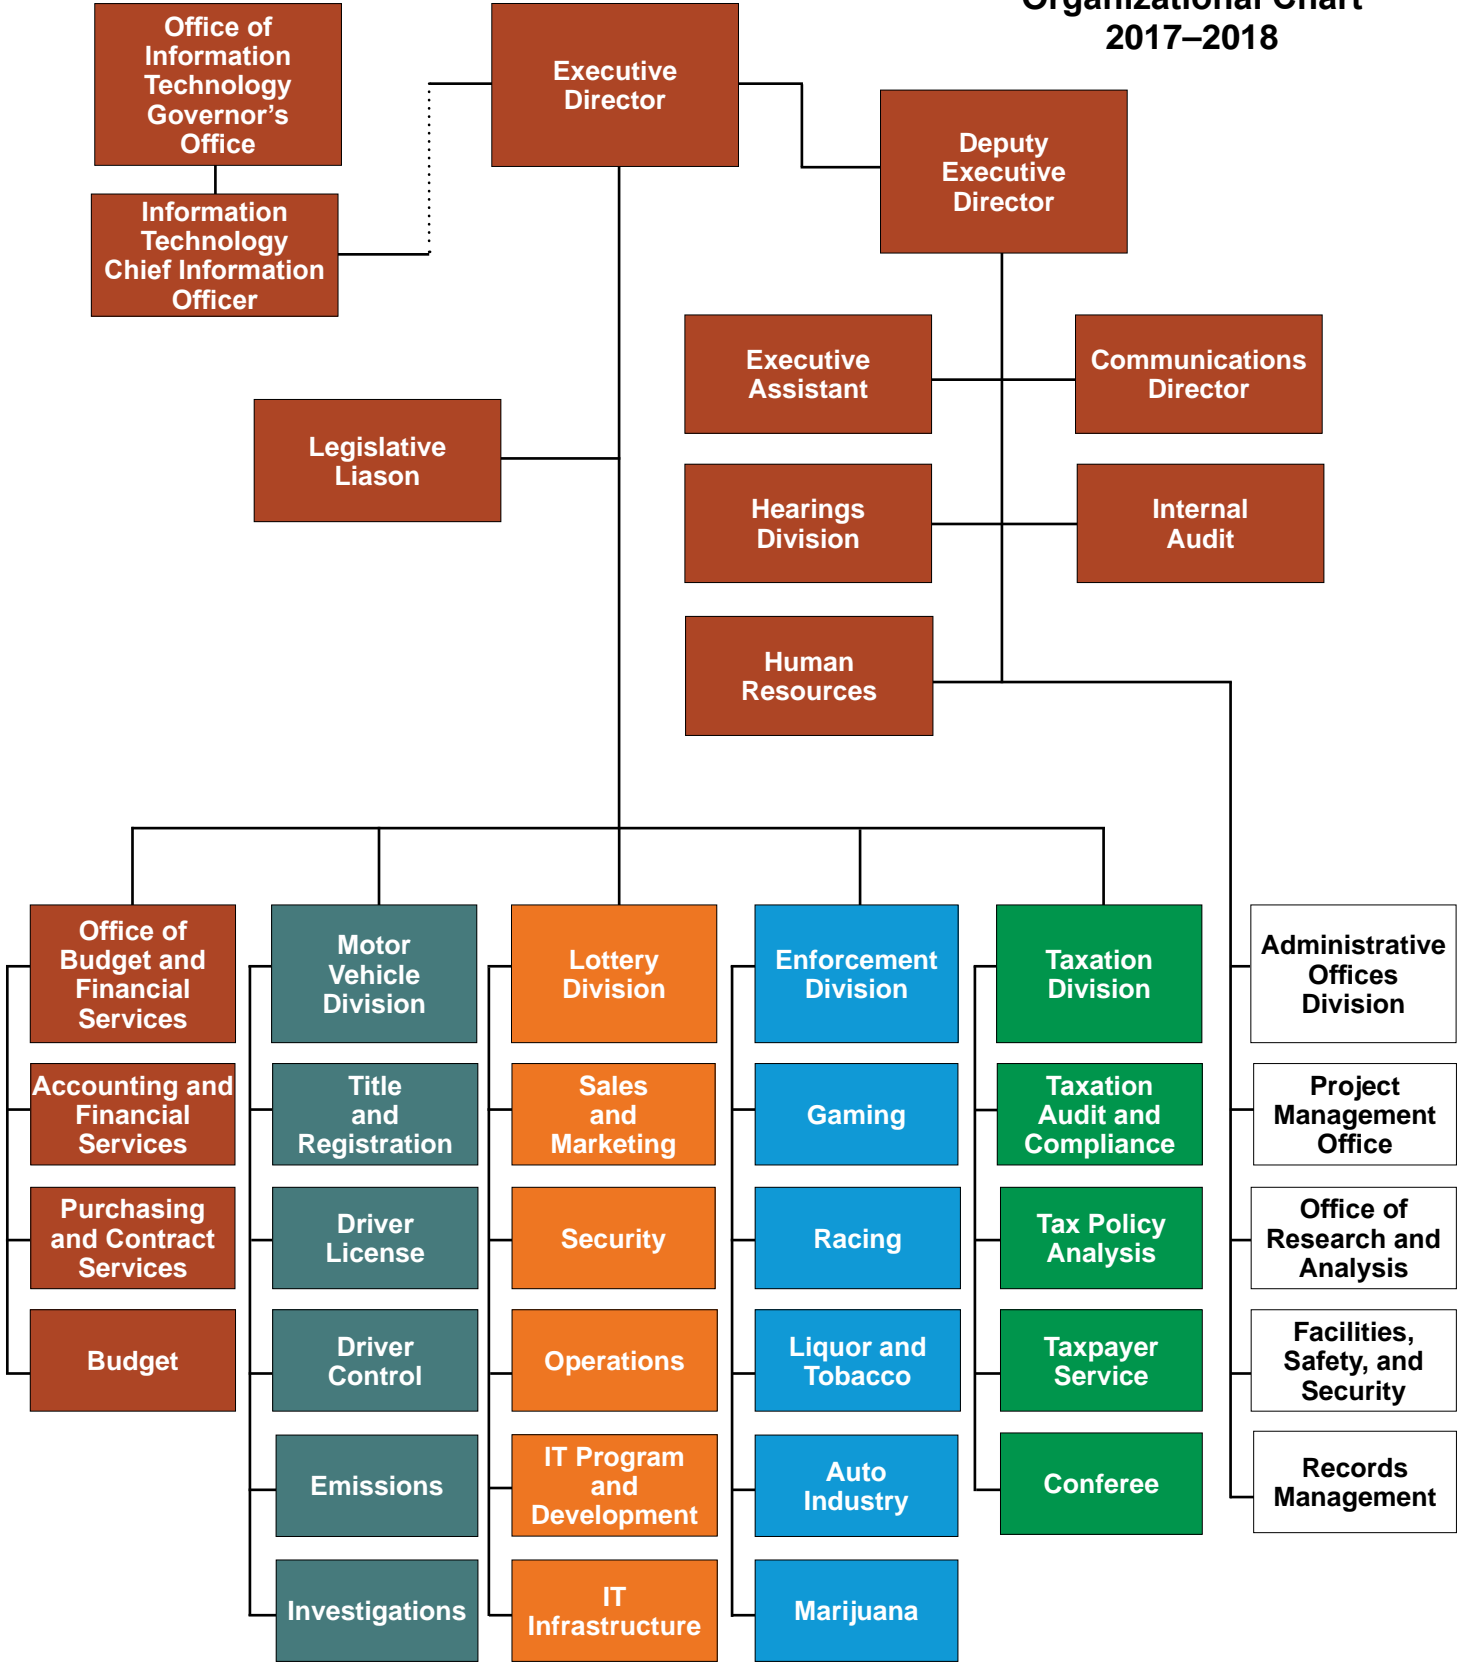 Organizational Chart
2017–2018
Office of
Information
Technology
Governor’s
Office
Executive
Director
Deputy
Executive
Director
Information
Technology
Chief Information
Officer
Executive
Assistant
Communications
Director
Legislative
Liason
Hearings
Division
Internal
Audit
Human
Resources
Office of
Budget and
Financial
Services
Accounting and
Financial
Services
Purchasing
and Contract
Services
Budget
Motor
Vehicle
Division
Title
and
Registration
Driver
License
Driver
Control
Emissions
Investigations
Lottery
Division
Sales
and
Marketing
Security
Operations
IT Program
and
Development
IT
Infrastructure
Enforcement
Division
Gaming
Racing
Liquor and
Tobacco
Auto
Industry
Marijuana
Taxation
Division
Taxation
Audit and
Compliance
Tax Policy
Analysis
Taxpayer
Service
Conferee
Administrative
Offices
Division
Project
Management
Office
Office of
Research and
Analysis
Facilities,
Safety, and
Security
Records
Management